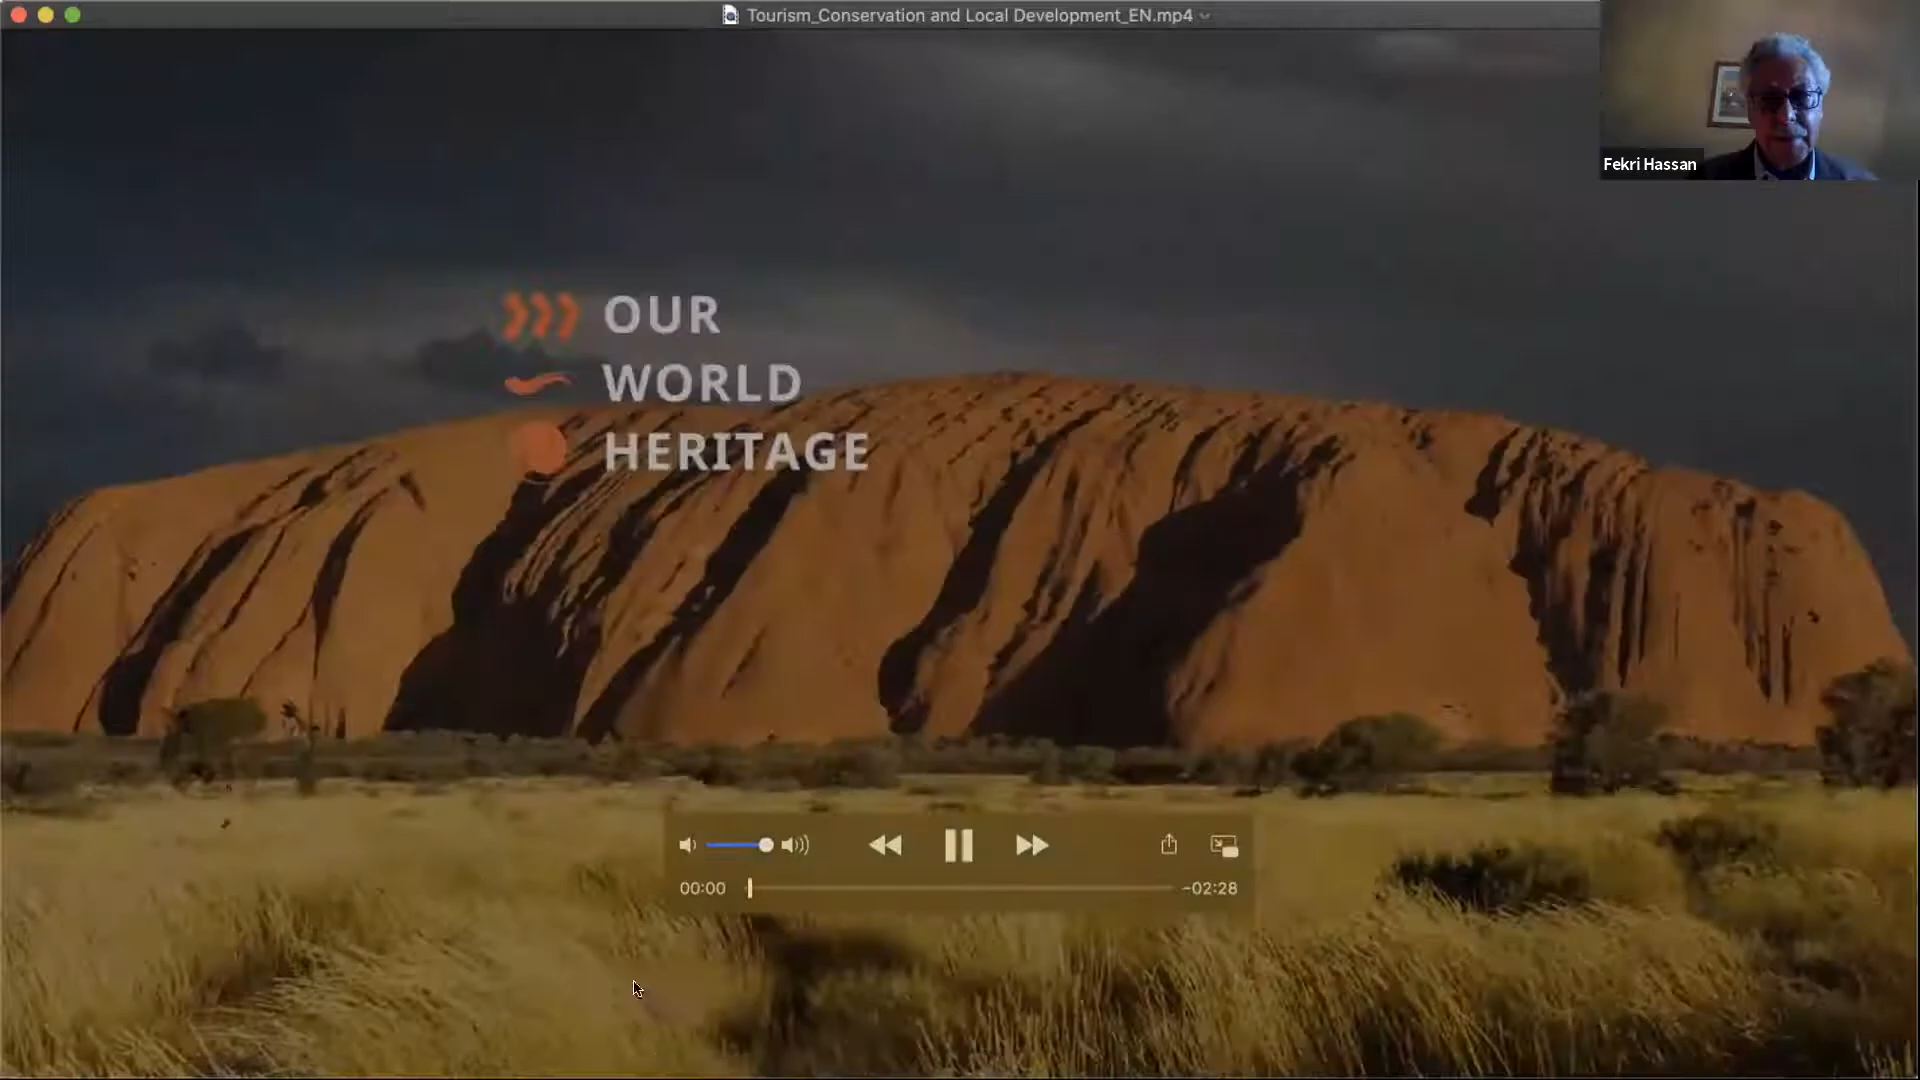 Tourism_Conservation and Local Development_EN.mp4
Fekri Hassan
OUR
WORLD
HERITAGE
00:00
-02:28